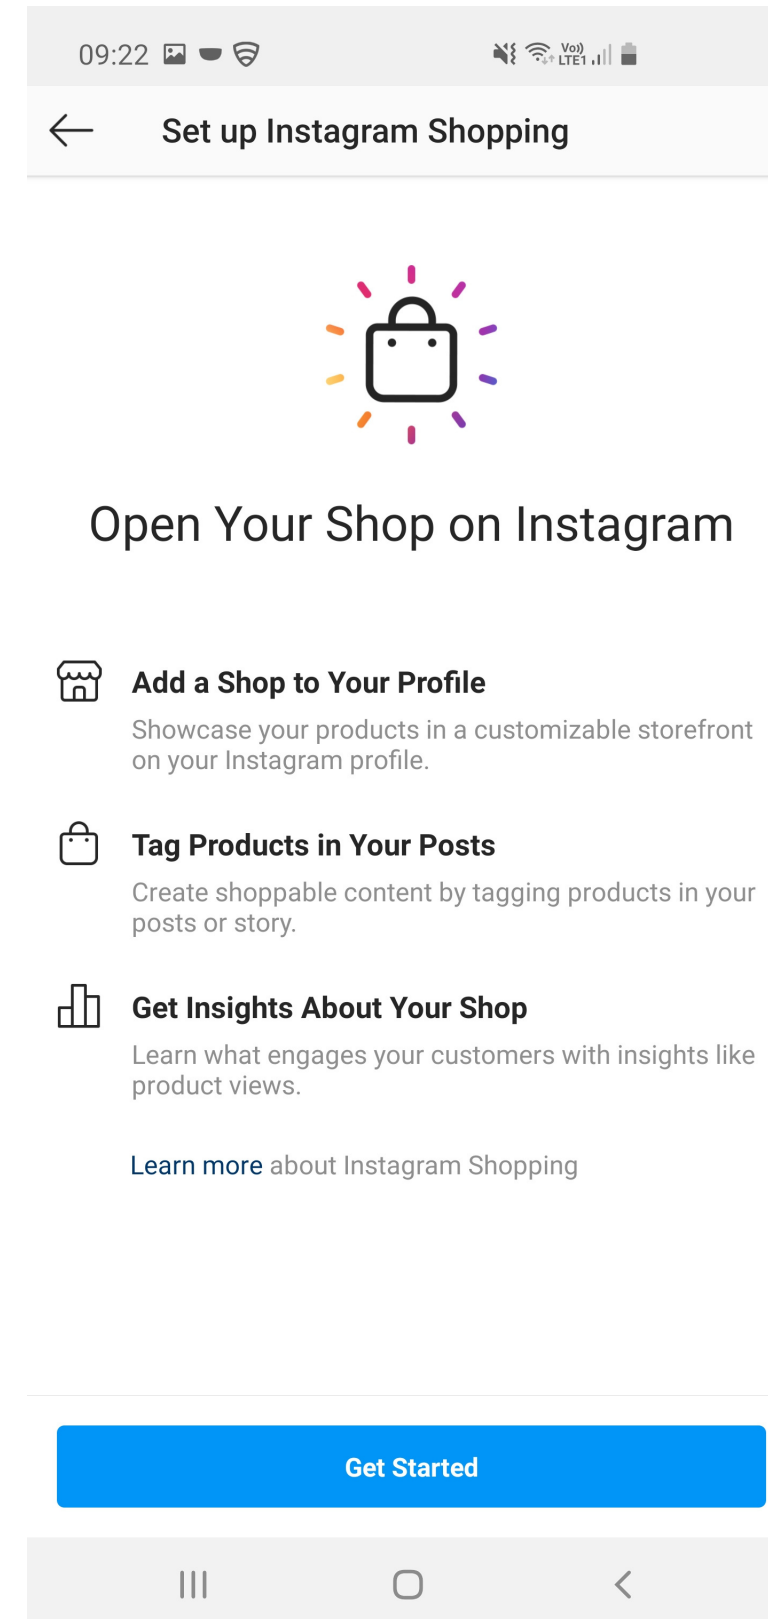 09:22 Vo)) LTE1
Set up Instagram Shopping
Open Your Shop on Instagram
Add a Shop to Your Profile
Showcase your products in a customizable storefront
on your Instagram profile.
Tag Products in Your Posts
Create shoppable content by tagging products in your
posts or story.
Get Insights About Your Shop
Learn what engages your customers with insights like
product views.
Learn more about Instagram Shopping
Get Started